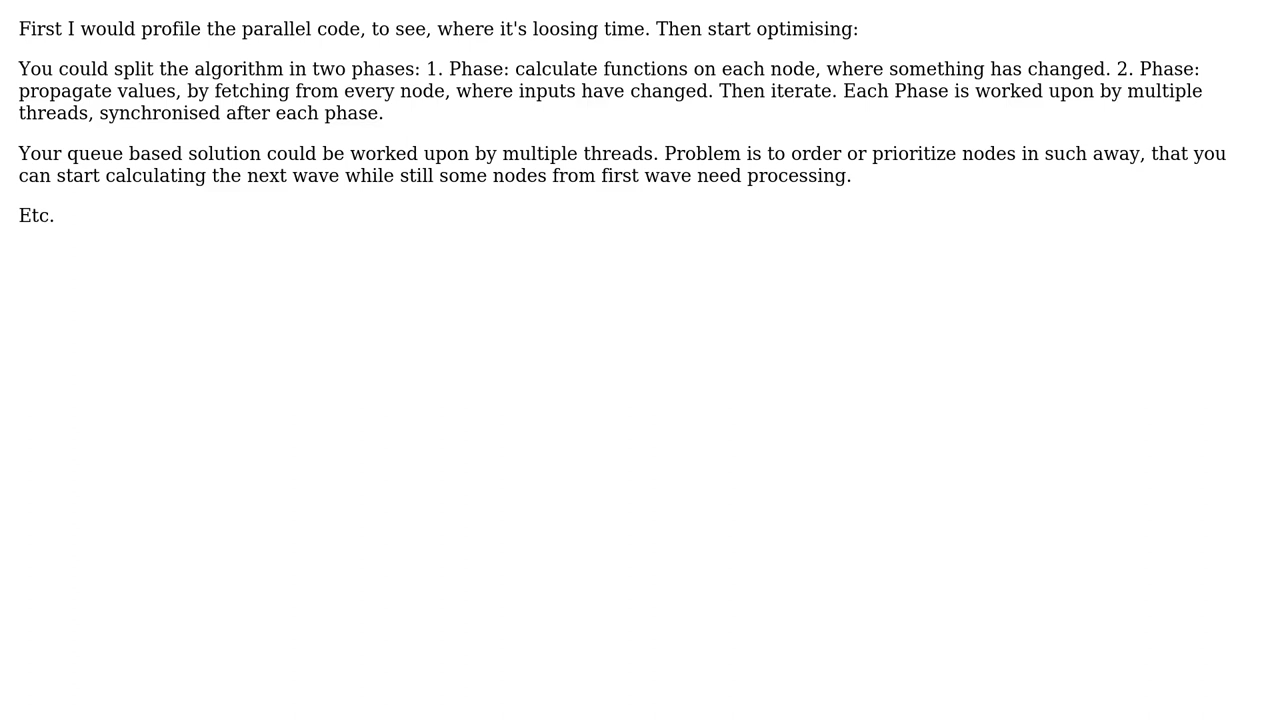 First I would profile the parallel code, to see, where it's loosing time. Then start optimising:
You could split the algorithm in two phases: 1. Phase: calculate functions on each node, where something has changed. 2. Phase:
propagate values, by fetching from every node, where inputs have changed. Then iterate. Each Phase is worked upon by multiple
threads, synchronised after each phase.
Your queue based solution could be worked upon by multiple threads. Problem is to order or prioritize nodes in such away, that you
can start calculating the next wave while still some nodes from first wave need processing.
Etc.